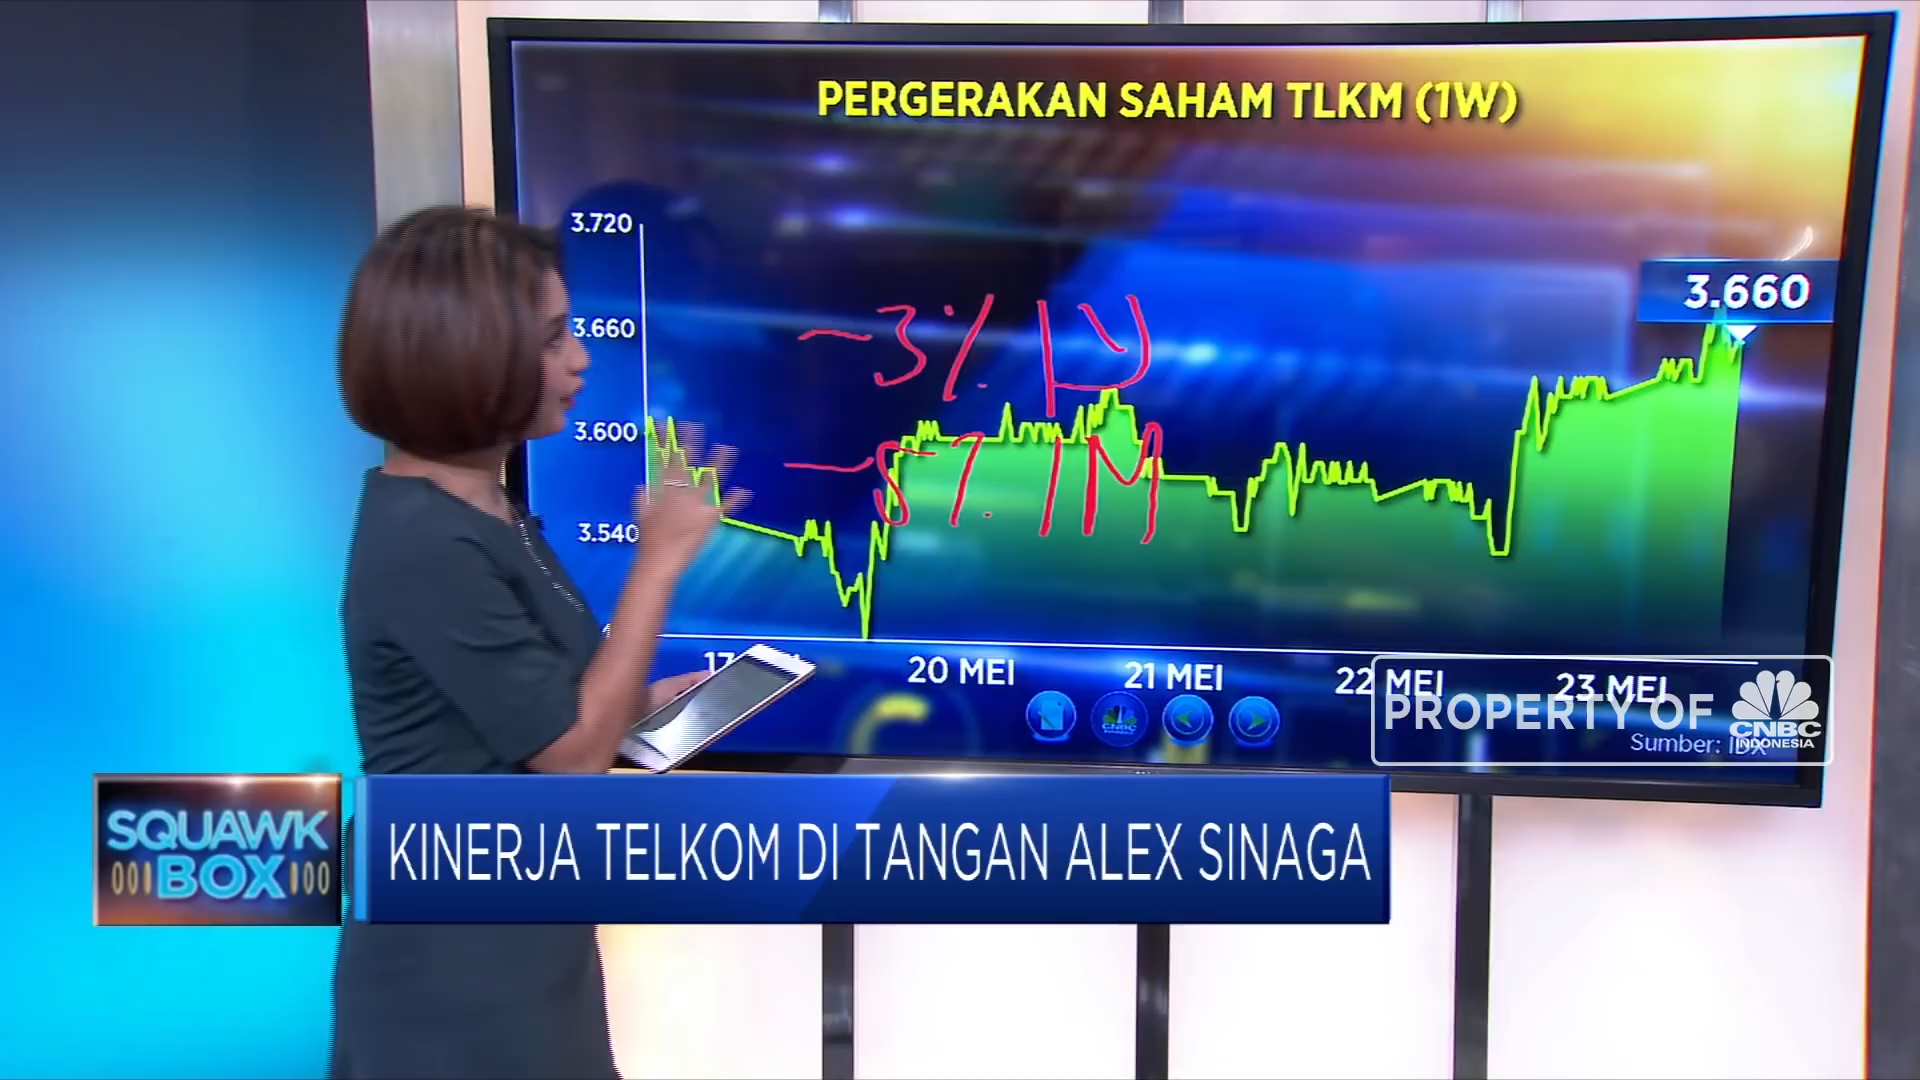 PERGERAKAN SAHAM TLKM (1W)
3.720
3.660
3.660
-3% 1Y
3.600
-5% 1M
3.540
20 MEI
21 MEI
22 MEI
23 MEI
PROPERTY OF CNBC INDONESIA
Sumber: IDX
SQUAWK BOX
KINERJA TELKOM DI TANGAN ALEX SINAGA